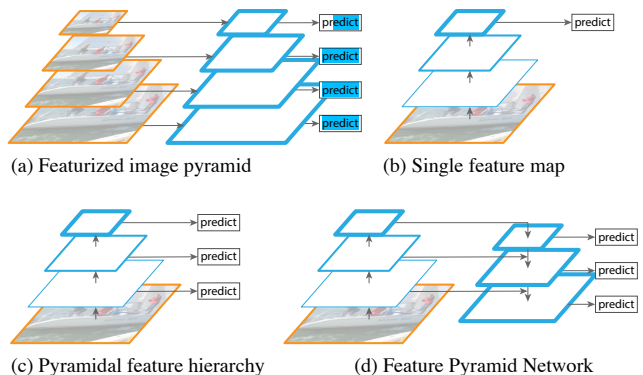 predict
predict
predict
predict
predict
(a) Featurized image pyramid
(b) Single feature map
predict
predict
predict
predict
predict
predict
(c) Pyramidal feature hierarchy
(d) Feature Pyramid Network